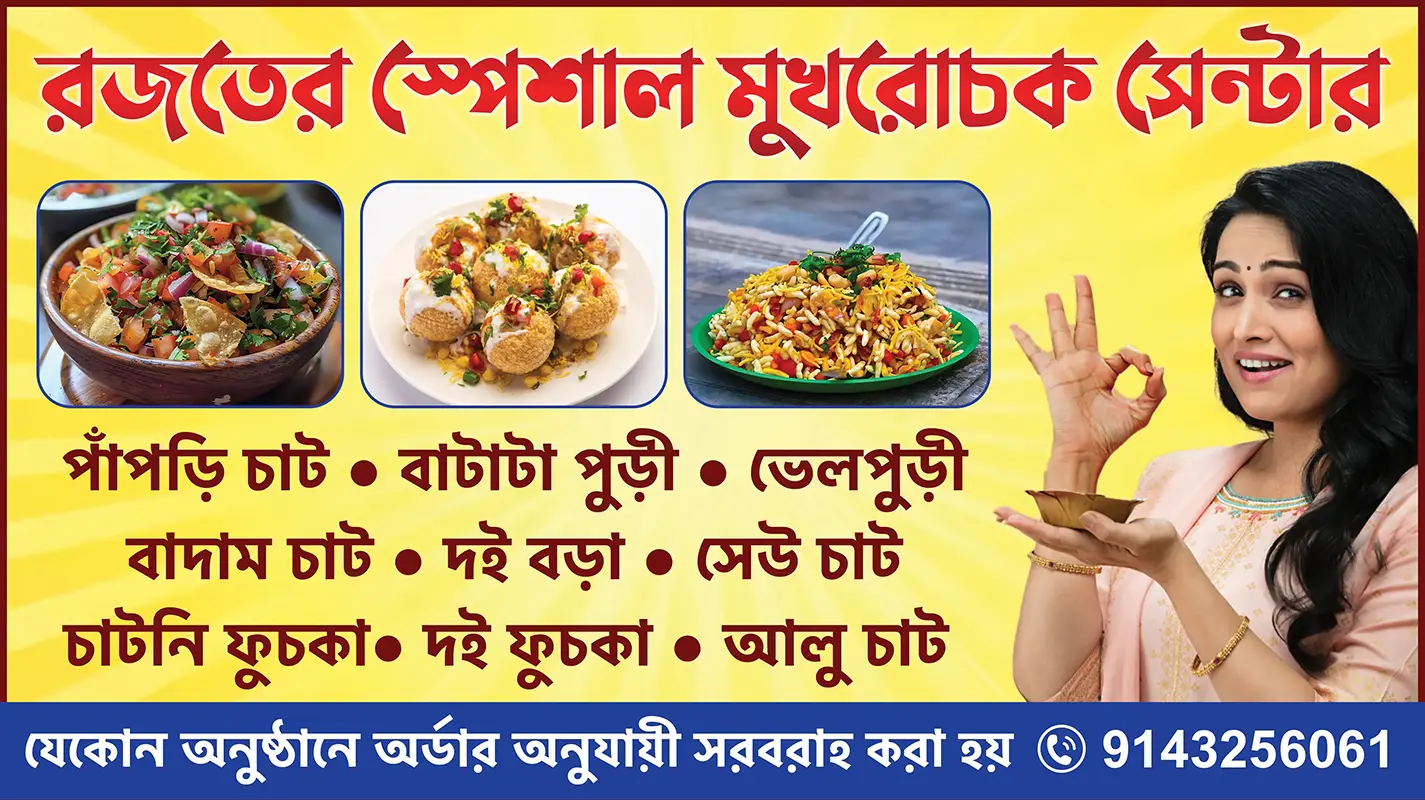 রজতের স্পেশাল মুখরোচক সেন্টার
পাঁপড়ি চাট ● বাটাটা পুড়ী ● ভেলপুড়ী
বাদাম চাট ● দই বড়া ● সেউ চাট
চাটনি ফুচকা● দই ফুচকা ● আলু চাট
যেকোন অনুষ্ঠানে অর্ডার অনুযায়ী সরবরাহ করা হয় 9143256061